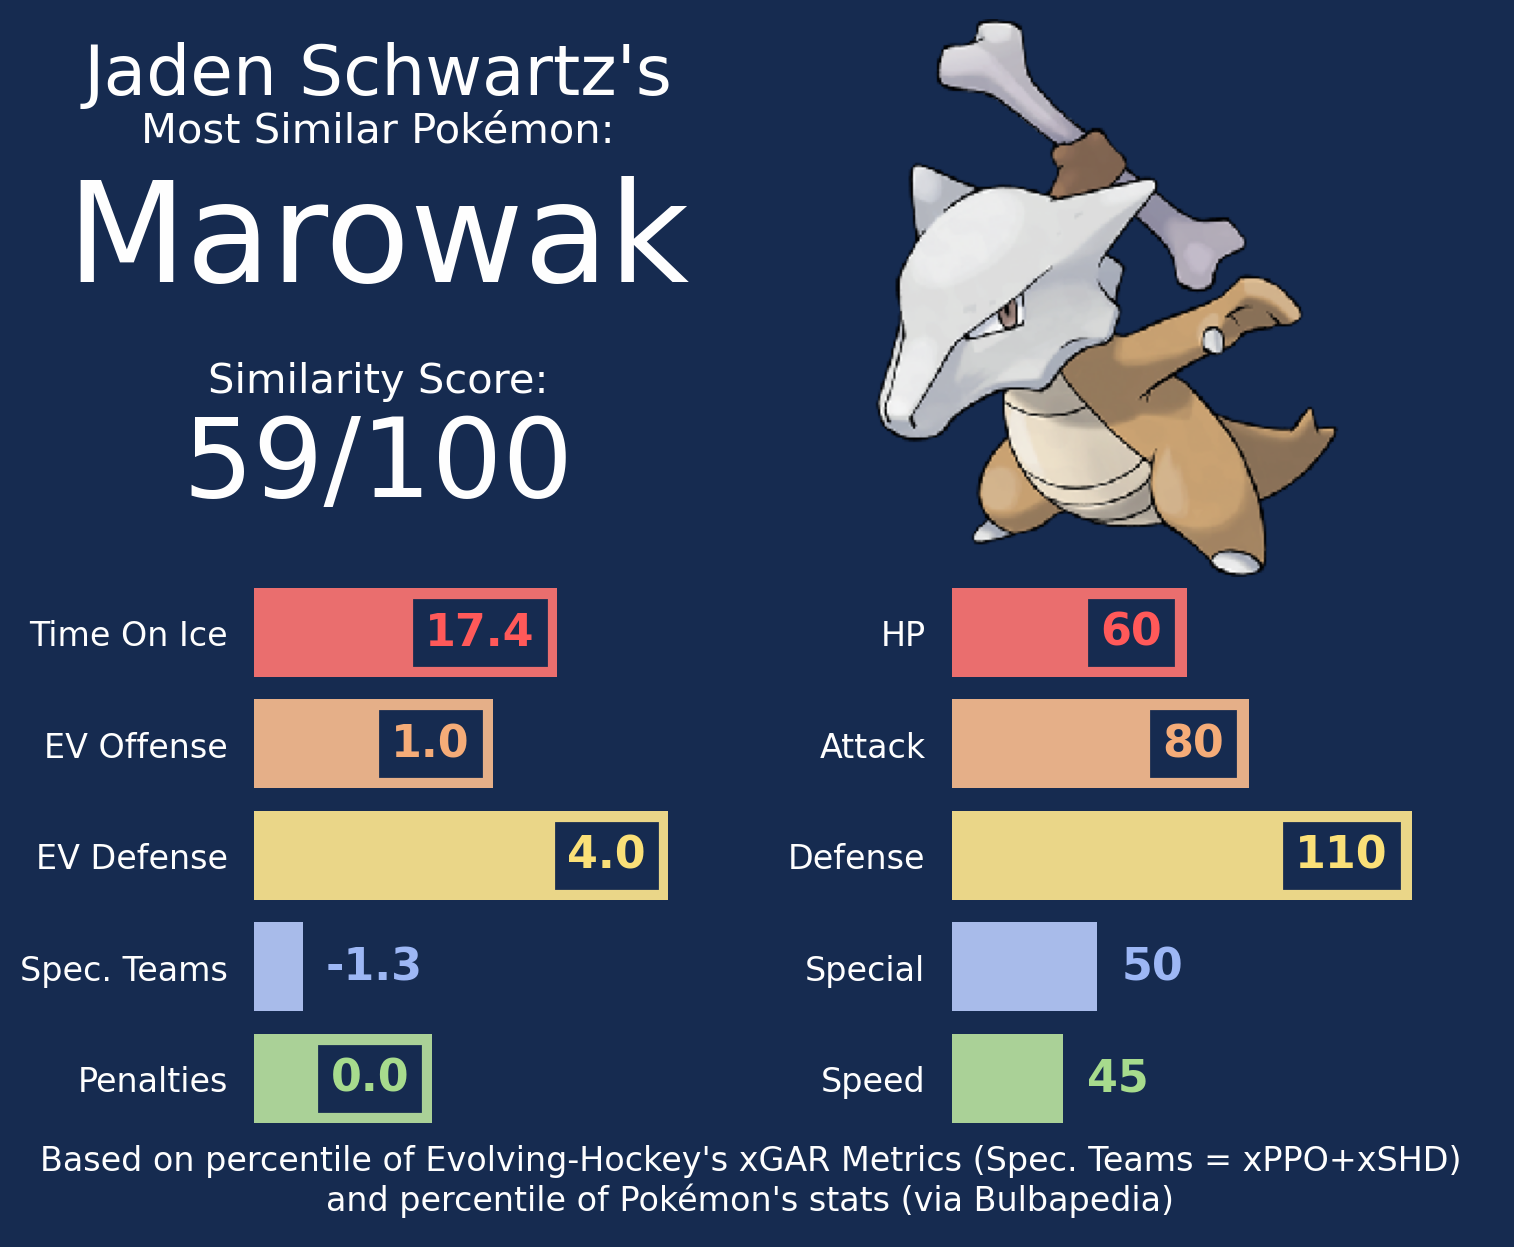 Jaden Schwartz's
Most Similar Pokémon:
Marowak
Similarity Score:
59/100
Time On Ice 17.4
EV Offense 1.0
EV Defense 4.0
Spec. Teams -1.3
Penalties 0.0
HP 60
Attack 80
Defense 110
Special 50
Speed 45
Based on percentile of Evolving-Hockey's xGAR Metrics (Spec. Teams = xPPO+xSHD)
and percentile of Pokémon's stats (via Bulbapedia)